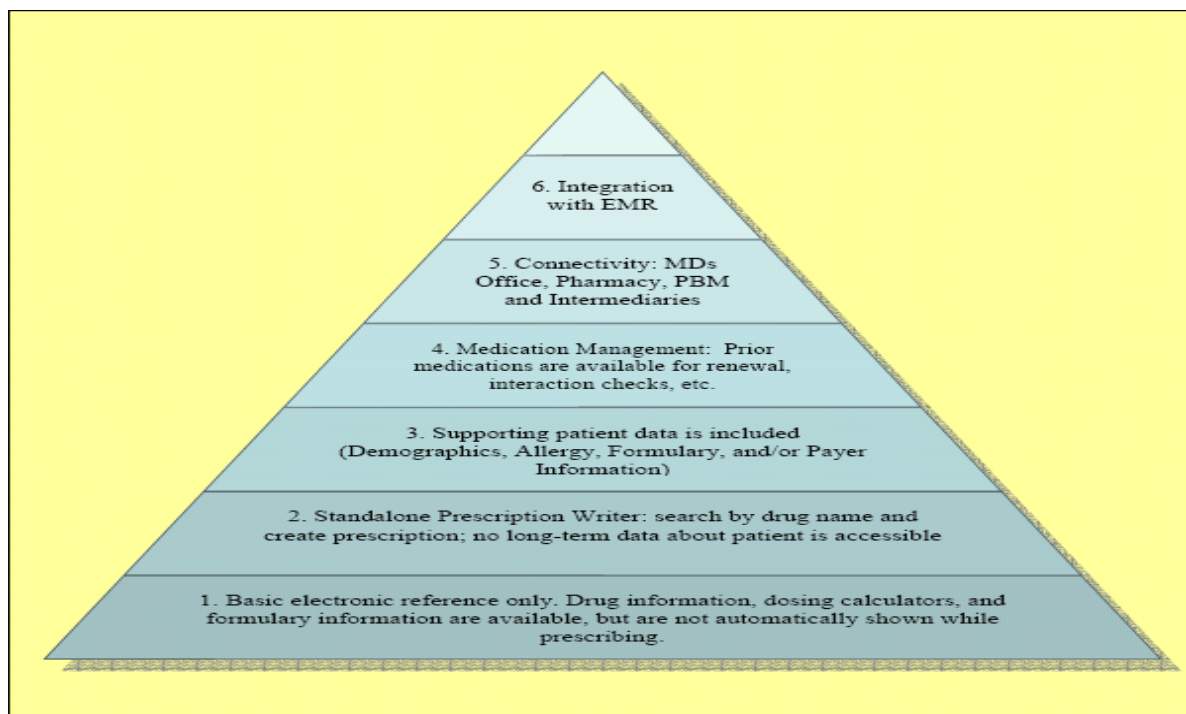 6. Integration
with EMR
5. Connectivity: MDs
Office, Pharmacy, PBM
and Intermediaries
4. Medication Management:  Prior
medications are available for renewal,
interaction checks, etc.
3. Supporting patient data is included
(Demographics, Allergy, Formulary, and/or Payer
Information)
2. Standalone Prescription Writer: search by drug name and
create prescription; no long-term data about patient is accessible
1. Basic electronic reference only. Drug information, dosing calculators, and
formulary information are available, but are not automatically shown while
prescribing.